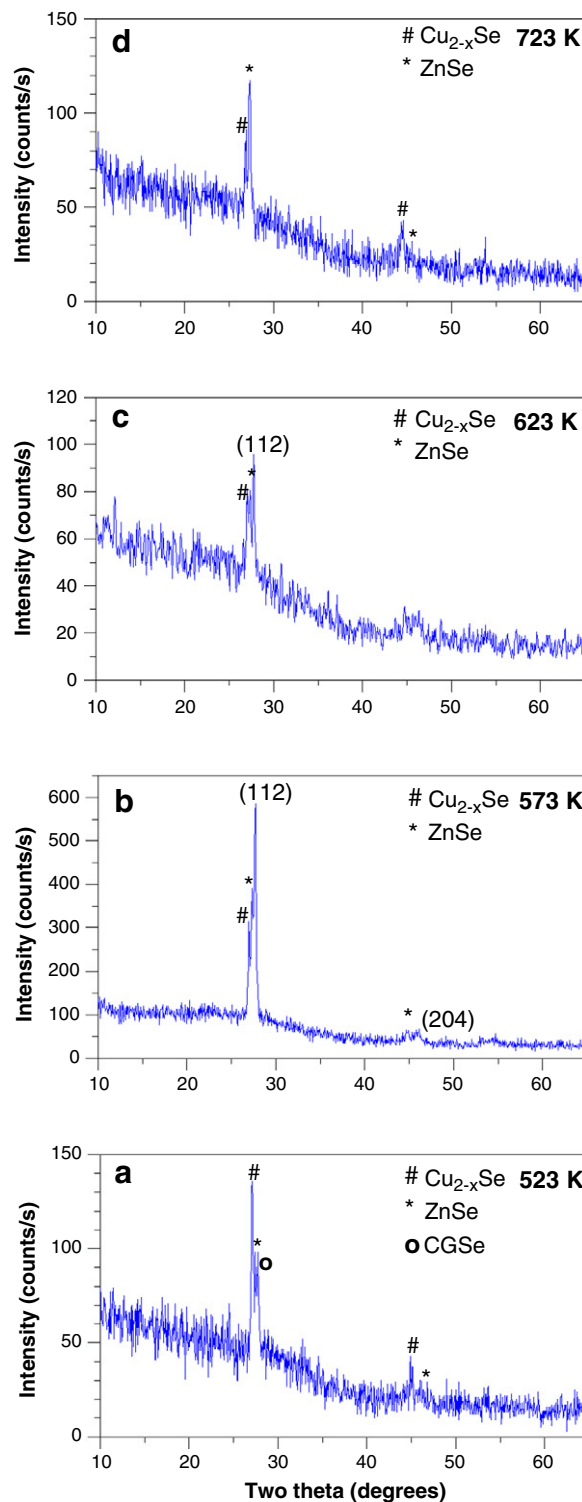 d
# Cu2-xSe 723 K
* ZnSe
*
#
#
*
Intensity (counts/s)
150
100
50
0
10 20 30 40 50 60
c
# Cu2-xSe 623 K
* ZnSe
(112)
*
#
Intensity (counts/s)
120
100
80
60
40
20
0
10 20 30 40 50 60
b
# Cu2-xSe 573 K
* ZnSe
(112)
*
#
* (204)
Intensity (counts/s)
600
500
400
300
200
100
0
10 20 30 40 50 60
a
# Cu2-xSe 523 K
* ZnSe
o CGSe
#
*
o
#
*
Intensity (counts/s)
150
100
50
0
10 20 30 40 50 60
Two theta (degrees)